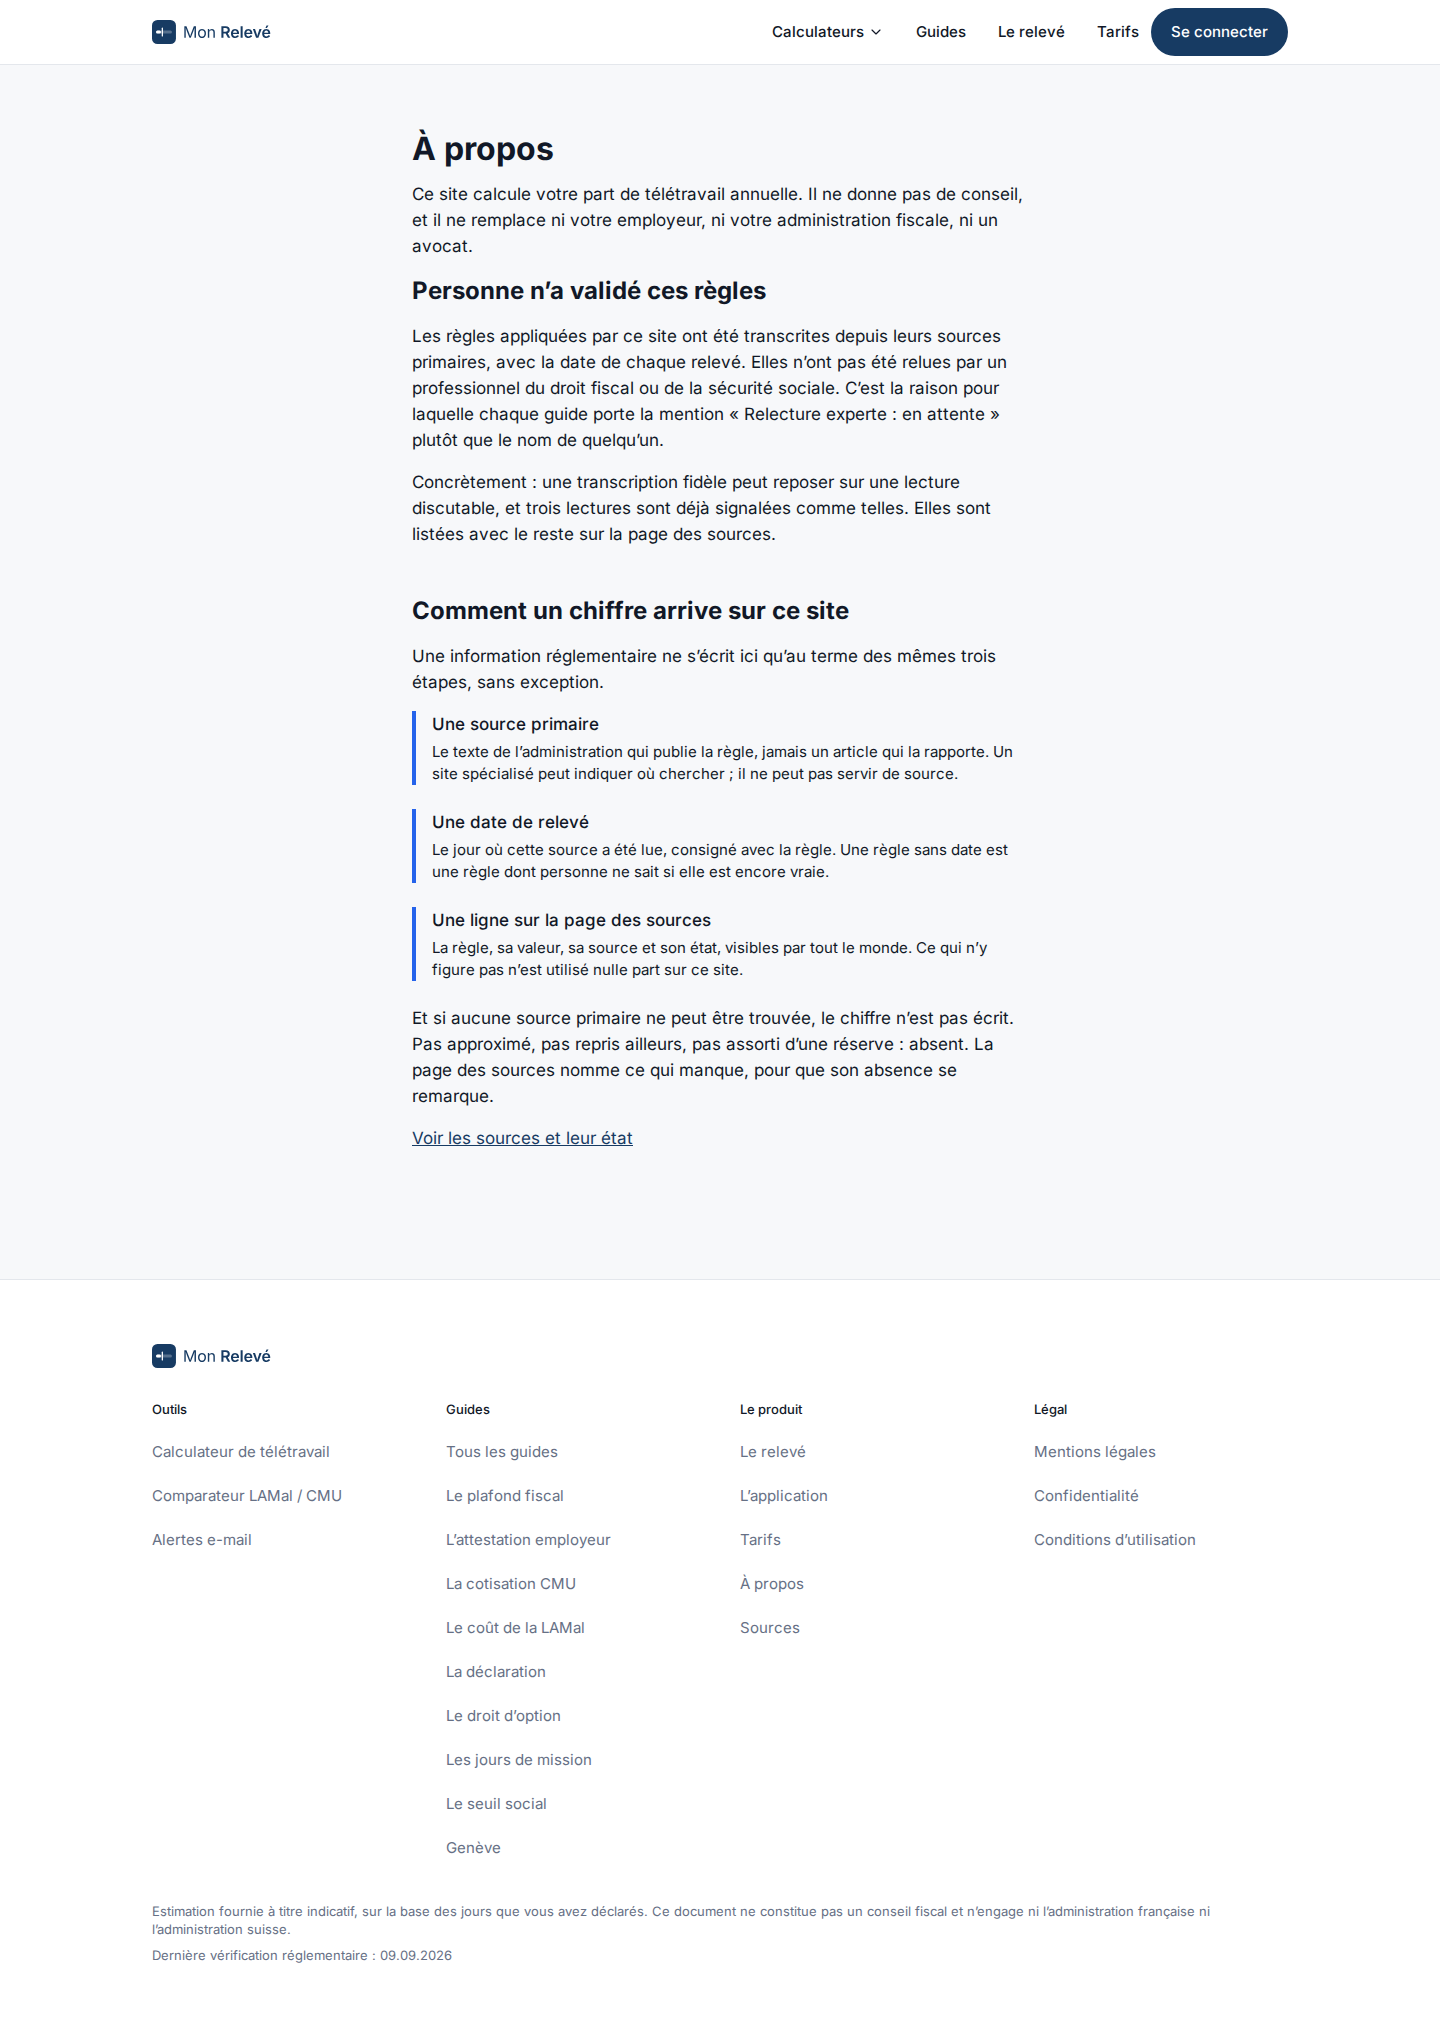 Mon Relevé
Calculateurs
Guides
Le relevé
Tarifs
Se connecter
À propos
Ce site calcule votre part de télétravail annuelle. Il ne donne pas de conseil,
et il ne remplace ni votre employeur, ni votre administration fiscale, ni un
avocat.
Personne n’a validé ces règles
Les règles appliquées par ce site ont été transcrites depuis leurs sources
primaires, avec la date de chaque relevé. Elles n’ont pas été relues par un
professionnel du droit fiscal ou de la sécurité sociale. C’est la raison pour
laquelle chaque guide porte la mention « Relecture experte : en attente »
plutôt que le nom de quelqu’un.
Concrètement : une transcription fidèle peut reposer sur une lecture
discutable, et trois lectures sont déjà signalées comme telles. Elles sont
listées avec le reste sur la page des sources.
Comment un chiffre arrive sur ce site
Une information réglementaire ne s’écrit ici qu’au terme des mêmes trois
étapes, sans exception.
Une source primaire
Le texte de l’administration qui publie la règle, jamais un article qui la rapporte. Un
site spécialisé peut indiquer où chercher ; il ne peut pas servir de source.
Une date de relevé
Le jour où cette source a été lue, consigné avec la règle. Une règle sans date est
une règle dont personne ne sait si elle est encore vraie.
Une ligne sur la page des sources
La règle, sa valeur, sa source et son état, visibles par tout le monde. Ce qui n’y
figure pas n’est utilisé nulle part sur ce site.
Et si aucune source primaire ne peut être trouvée, le chiffre n’est pas écrit.
Pas approximé, pas repris ailleurs, pas assorti d’une réserve : absent. La
page des sources nomme ce qui manque, pour que son absence se
remarque.
Voir les sources et leur état
Mon Relevé
Outils
Calculateur de télétravail
Comparateur LAMal / CMU
Alertes e-mail
Guides
Tous les guides
Le plafond fiscal
L’attestation employeur
La cotisation CMU
Le coût de la LAMal
La déclaration
Le droit d’option
Les jours de mission
Le seuil social
Genève
Le produit
Le relevé
L’application
Tarifs
À propos
Sources
Légal
Mentions légales
Confidentialité
Conditions d’utilisation
Estimation fournie à titre indicatif, sur la base des jours que vous avez déclarés. Ce document ne constitue pas un conseil fiscal et n’engage ni l’administration française ni
l’administration suisse.
Dernière vérification réglementaire : 09.09.2026